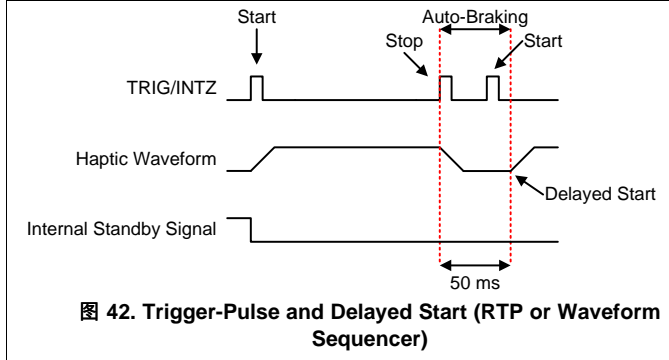 Start
Auto-Braking
Stop
Start
TRIG/INTZ
Haptic Waveform
Delayed Start
Internal Standby Signal
50 ms
图 42. Trigger-Pulse and Delayed Start (RTP or Waveform
Sequencer)